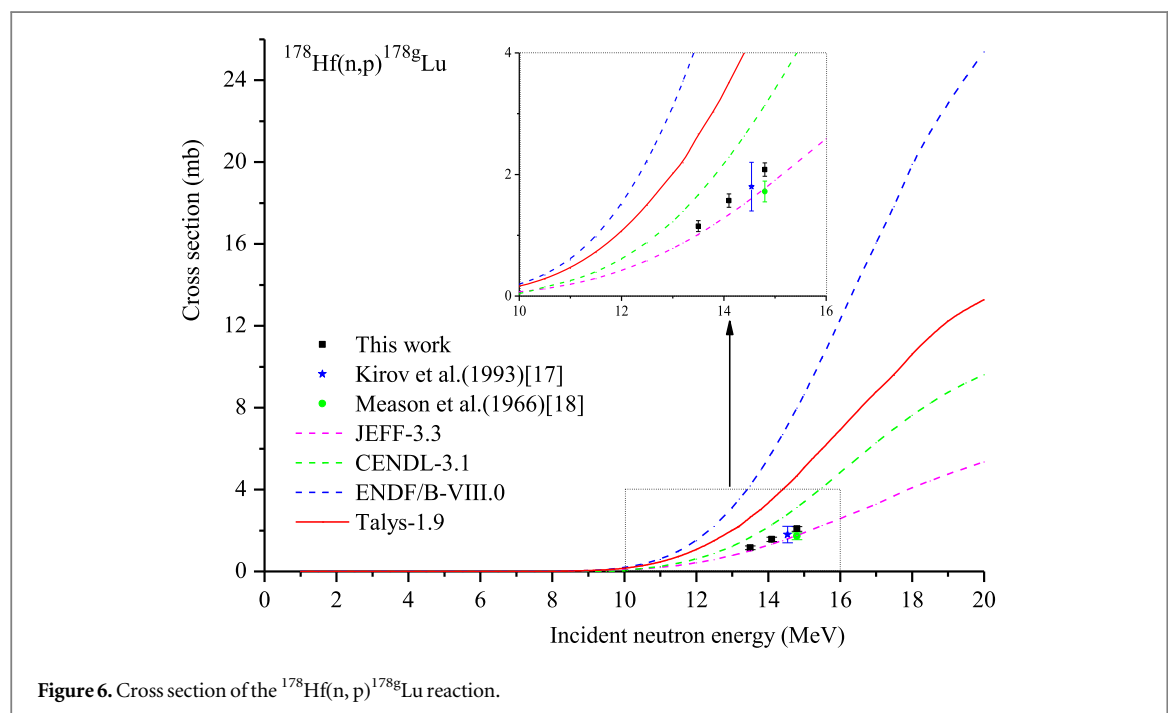 ¹⁷⁸Hf(n,p)¹⁷⁸ᵍLu
Cross section (mb)
24
20
16
12
8
4
0
4
2
0
10 12 14 16
This work
Kirov et al.(1993)[17]
Meason et al.(1966)[18]
JEFF-3.3
CENDL-3.1
ENDF/B-VIII.0
Talys-1.9
0 2 4 6 8 10 12 14 16 18 20
Incident neutron energy (MeV)
Figure 6. Cross section of the ¹⁷⁸Hf(n, p)¹⁷⁸ᵍLu reaction.